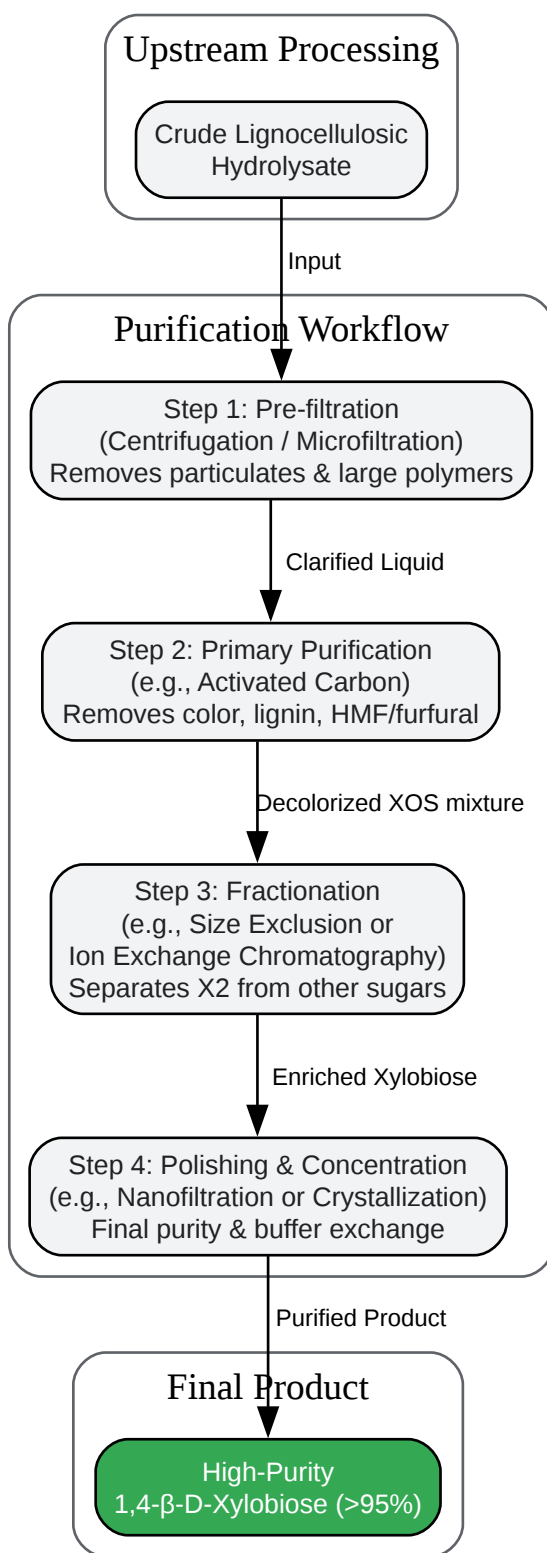 Upstream Processing
Crude Lignocellulosic
Hydrolysate
Input
Purification Workflow
Step 1: Pre-filtration
(Centrifugation / Microfiltration)
Removes particulates & large polymers
Clarified Liquid
Step 2: Primary Purification
(e.g., Activated Carbon)
Removes color, lignin, HMF/furfural
Decolorized XOS mixture
Step 3: Fractionation
(e.g., Size Exclusion or
Ion Exchange Chromatography)
Separates X2 from other sugars
Enriched Xylobiose
Step 4: Polishing & Concentration
(e.g., Nanofiltration or Crystallization)
Final purity & buffer exchange
Purified Product
Final Product
High-Purity
1,4-β-D-Xylobiose (>95%)